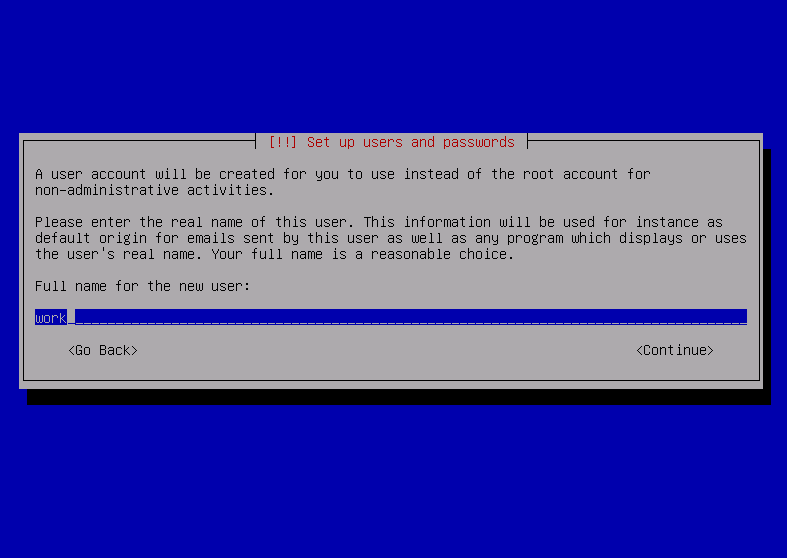 [!!] Set up users and passwords
A user account will be created for you to use instead of the root account for
non-administrative activities.
Please enter the real name of this user. This information will be used for instance as
default origin for emails sent by this user as well as any program which displays or uses
the user's real name. Your full name is a reasonable choice.
Full name for the new user:
work
<Go Back> <Continue>